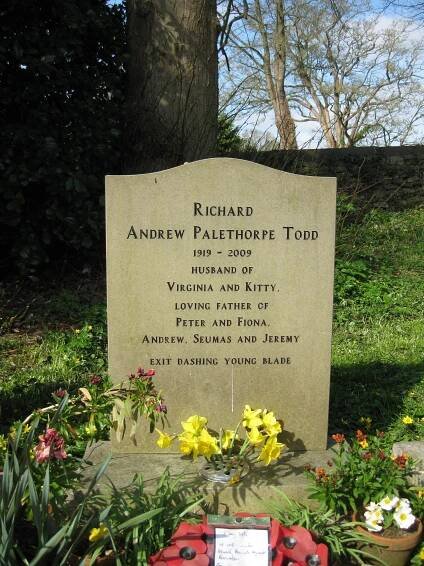 RICHARD
ANDREW PALETHORPE TODD
1919 - 2009
HUSBAND OF
VIRGINIA AND KITTY,
LOVING FATHER OF
PETER AND FIONA,
ANDREW, SEUMAS AND JEREMY
EXIT DASHING YOUNG BLADE